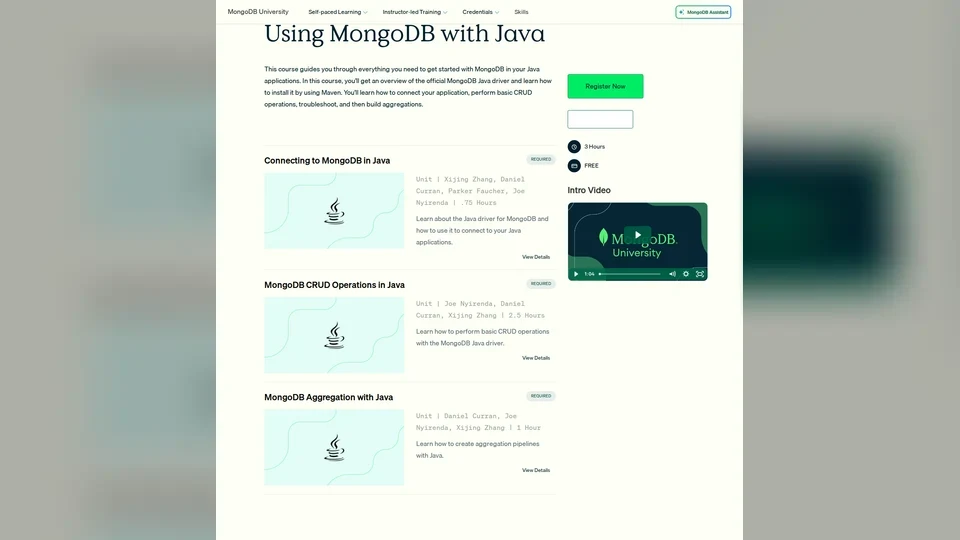 MongoDB University
Self-paced Learning
Instructor-led Training
Credentials
Skills
MongoDB Assistant
Using MongoDB with Java
This course guides you through everything you need to get started with MongoDB in your Java
applications. In this course, you'll get an overview of the official MongoDB Java driver and learn how
to install it by using Maven. You'll learn how to connect your application, perform basic CRUD
operations, troubleshoot, and then build aggregations.
Register Now
3 Hours
FREE
Intro Video
MongoDB.
University
1:04
Connecting to MongoDB in Java
REQUIRED
Unit | Xijing Zhang, Daniel
Curran, Parker Faucher, Joe
Nyirenda | .75 Hours
Learn about the Java driver for MongoDB and
how to use it to connect to your Java
applications.
View Details
MongoDB CRUD Operations in Java
REQUIRED
Unit | Joe Nyirenda, Daniel
Curran, Xijing Zhang | 2.5 Hours
Learn how to perform basic CRUD operations
with the MongoDB Java driver.
View Details
MongoDB Aggregation with Java
REQUIRED
Unit | Daniel Curran, Joe
Nyirenda, Xijing Zhang | 1 Hour
Learn how to create aggregation pipelines
with Java.
View Details